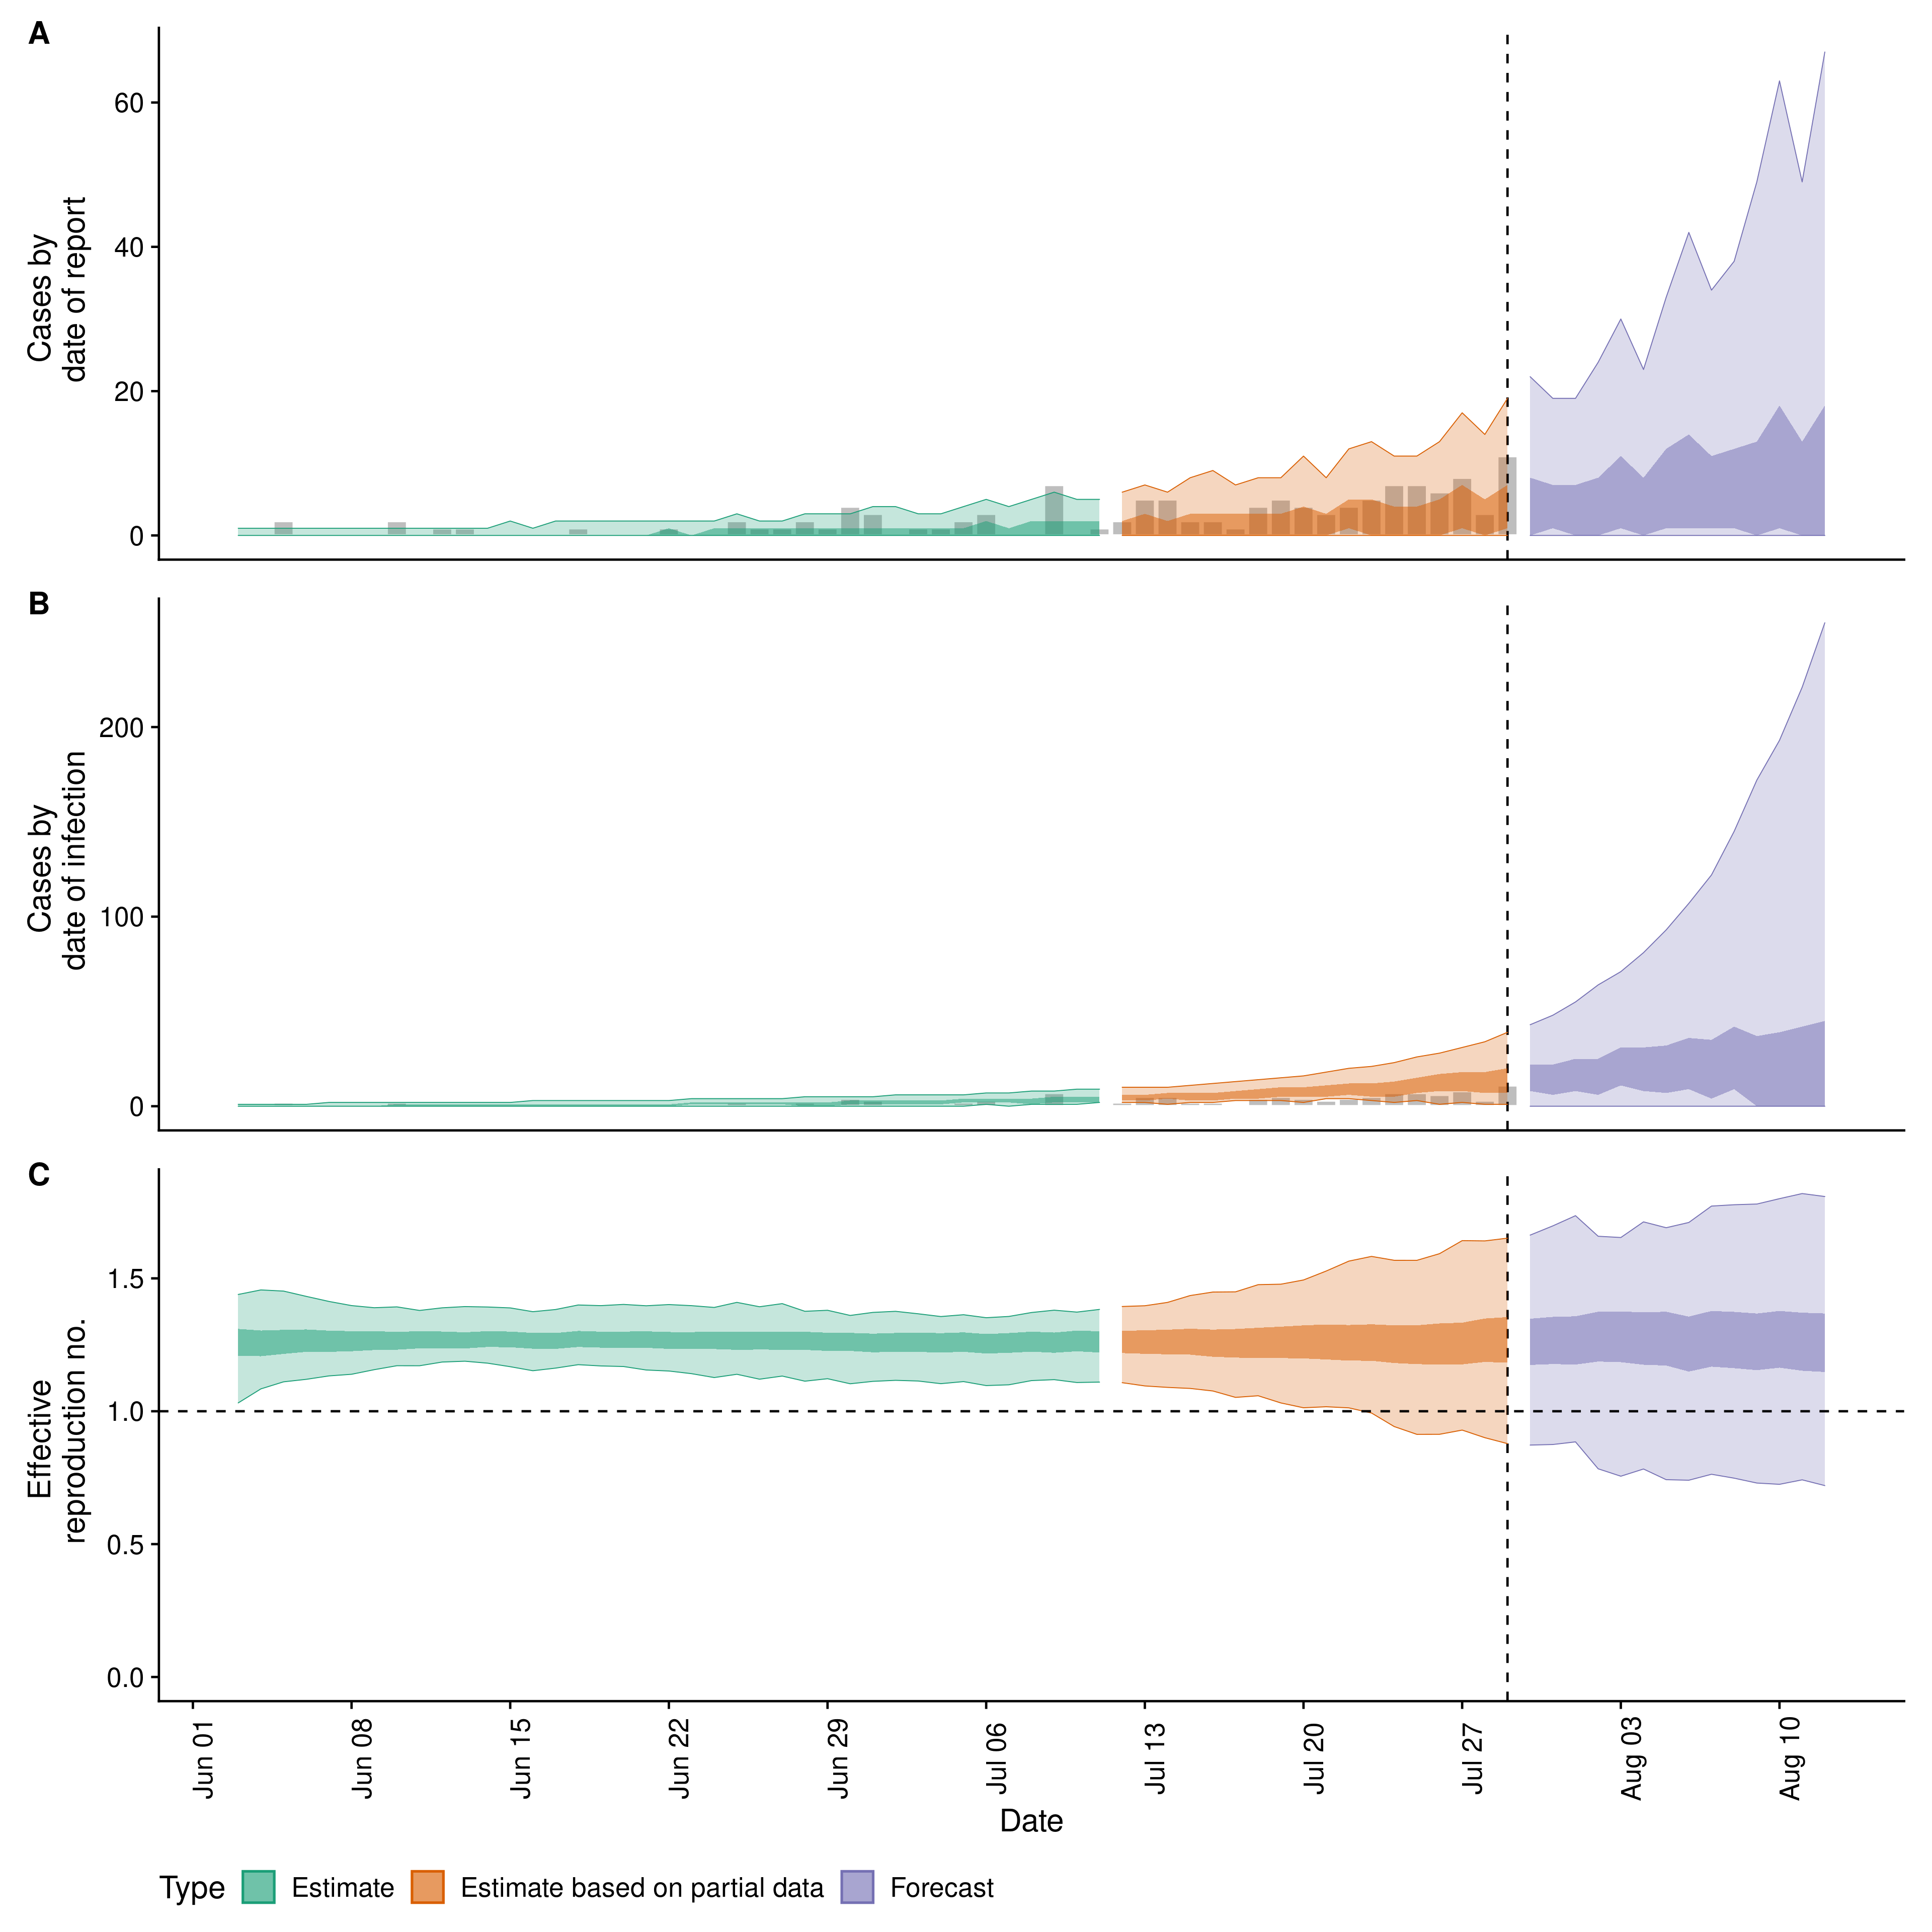 A
Cases by
date of report
60
40
20
0
B
Cases by
date of infection
200
100
0
C
Effective
reproduction no.
1.5
1.0
0.5
0.0
Jun 01
Jun 08
Jun 15
Jun 22
Jun 29
Jul 06
Jul 13
Jul 20
Jul 27
Aug 03
Aug 10
Date
Type Estimate Estimate based on partial data Forecast